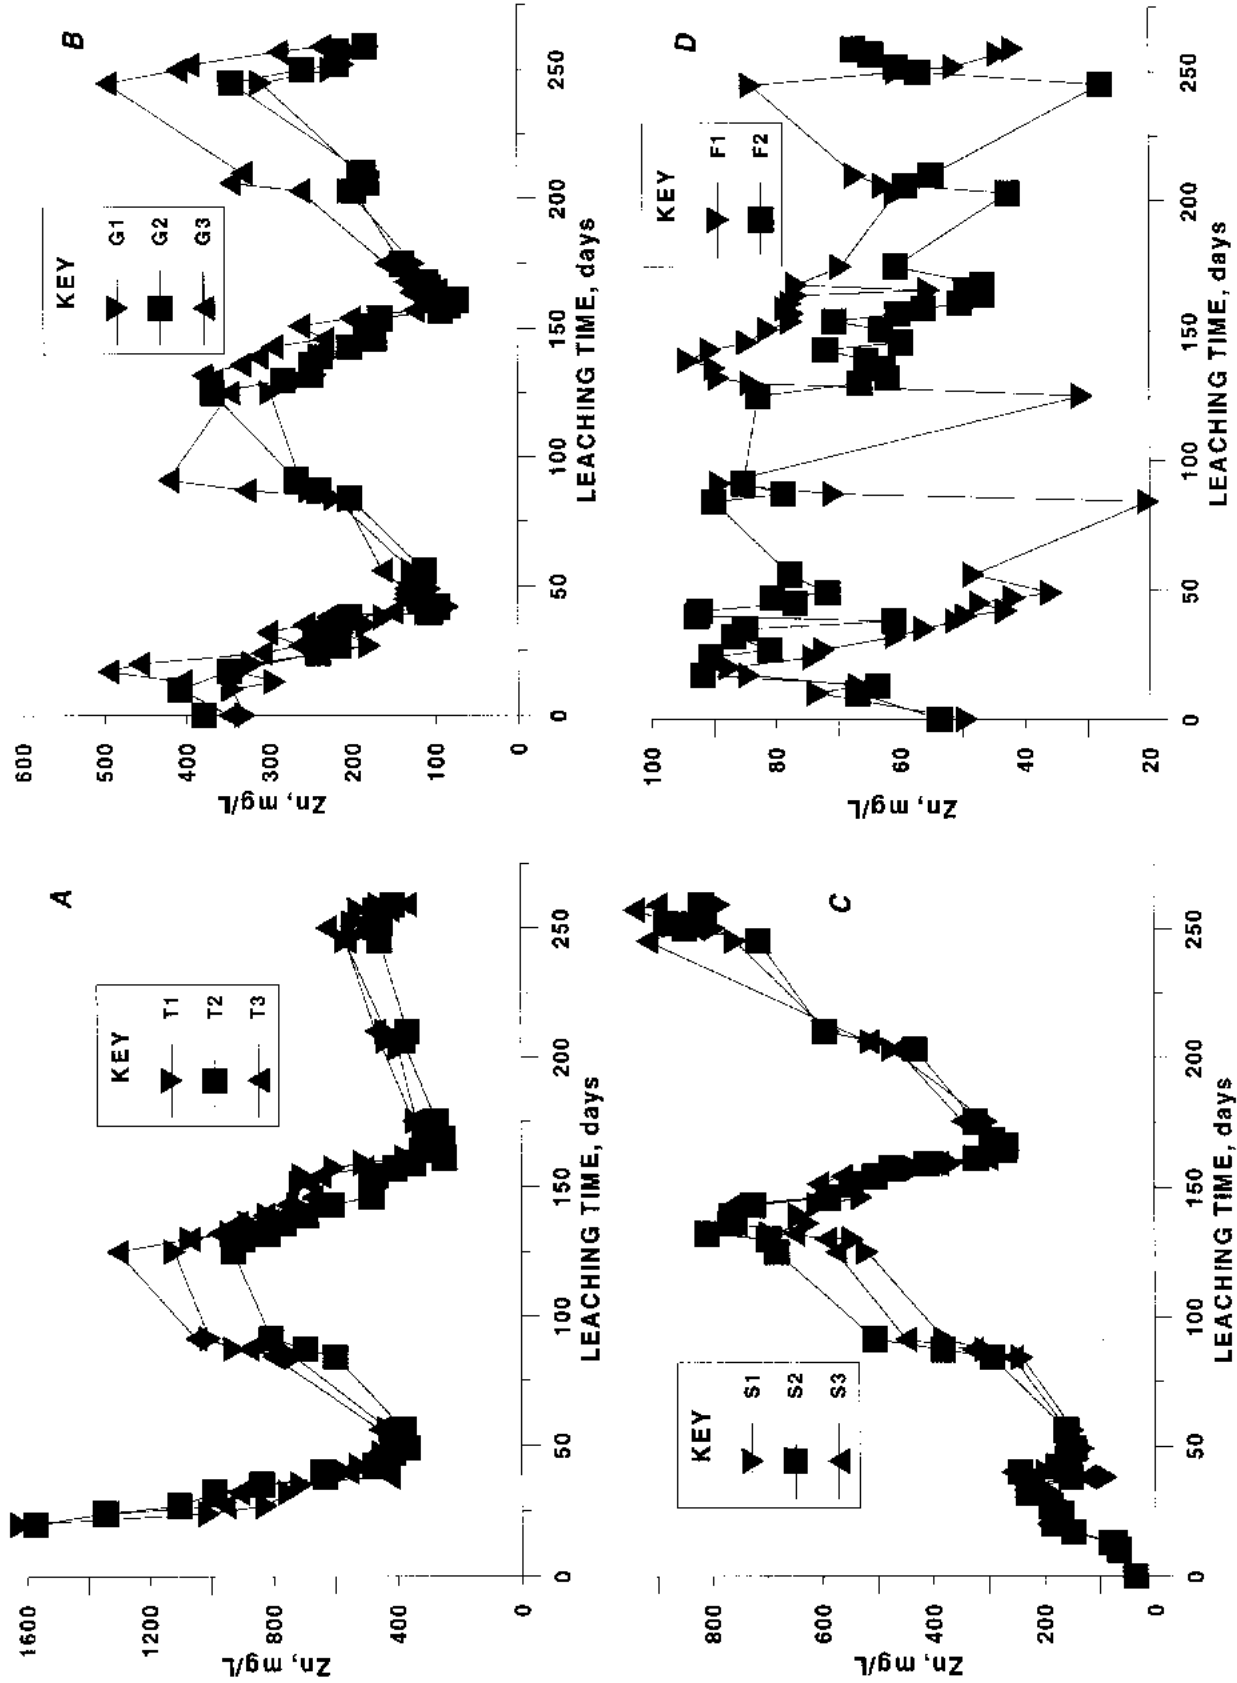 A
KEY
T1
T2
T3
Zn, mg/L
1600
1200
800
400
0
0
50
100
150
200
250
LEACHING TIME, days
B
KEY
G1
G2
G3
Zn, mg/L
600
500
400
300
200
100
0
0
50
100
150
200
250
LEACHING TIME, days
C
KEY
S1
S2
S3
Zn, mg/L
800
600
400
200
0
0
50
100
150
200
250
LEACHING TIME, days
D
KEY
F1
F2
Zn, mg/L
100
80
60
40
20
0
50
100
150
200
250
LEACHING TIME, days